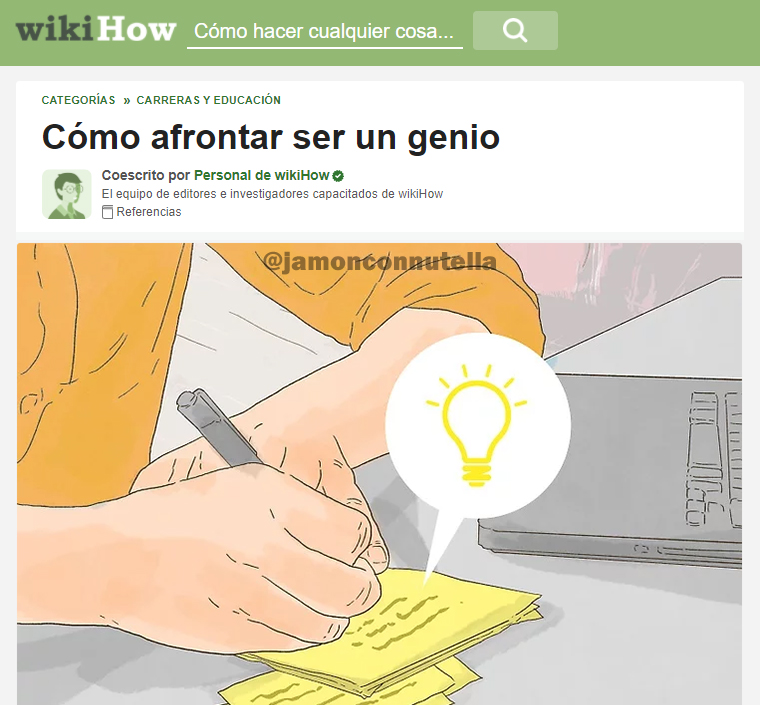 wikiHow Cómo hacer cualquier cosa...
CATEGORÍAS » CARRERAS Y EDUCACIÓN
Cómo afrontar ser un genio
Coescrito por Personal de wikiHow
El equipo de editores e investigadores capacitados de wikiHow
Referencias
@jamonconnutella